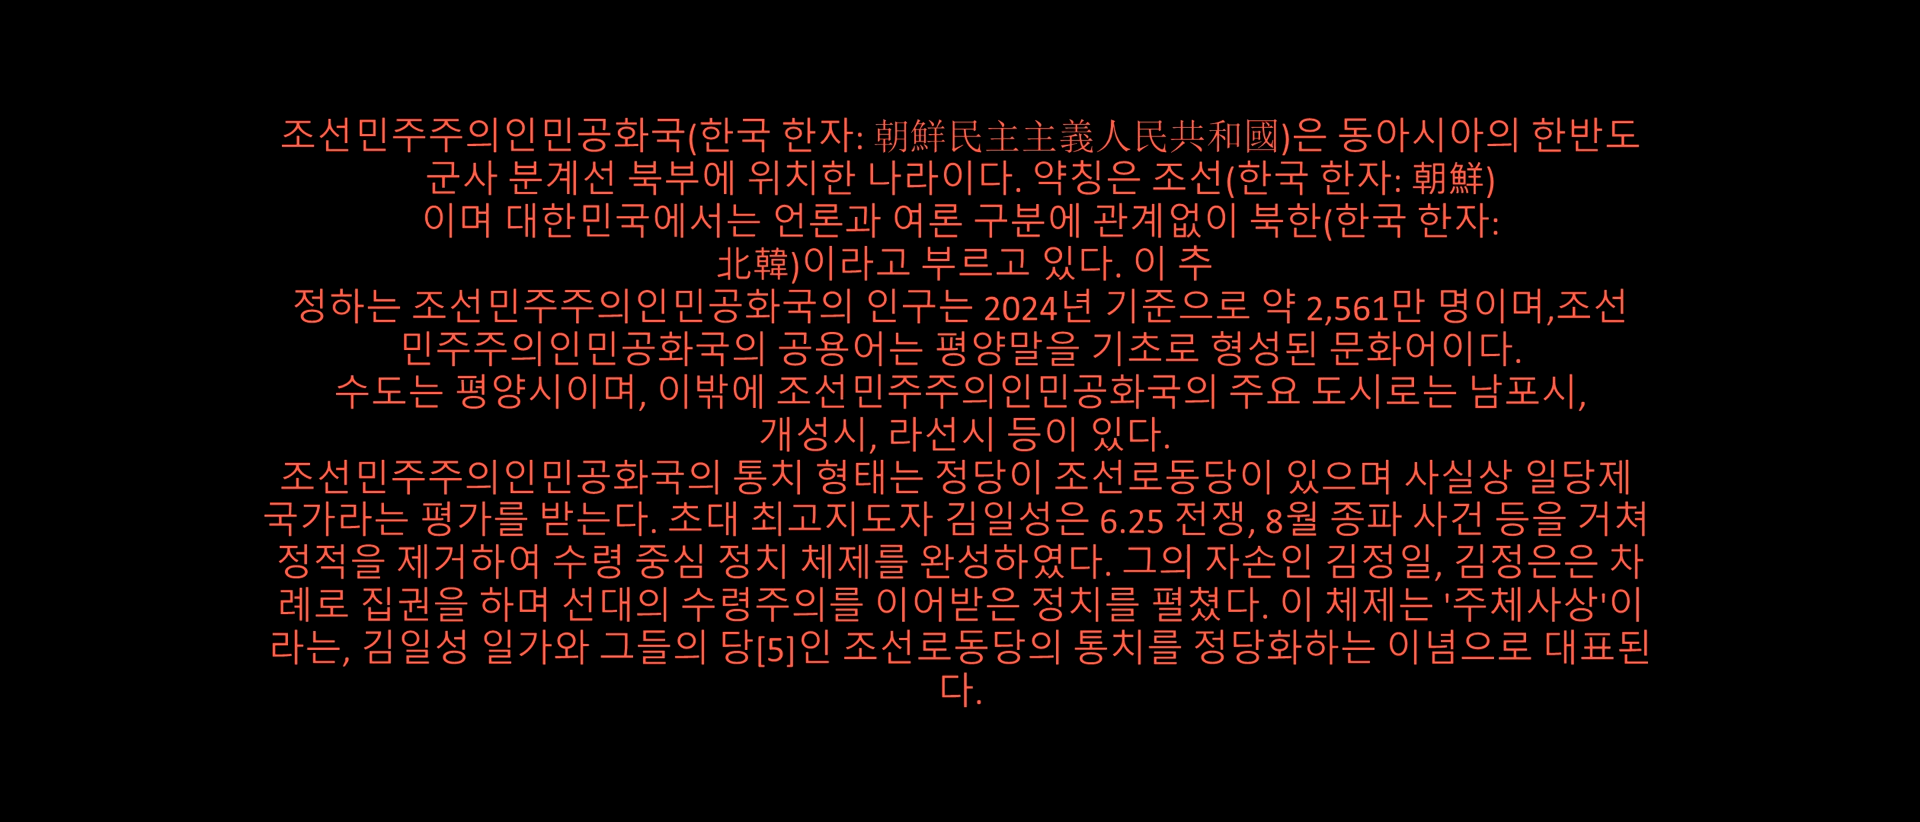 조선민주주의인민공화국(한국 한자: 朝鮮民主主義人民共和國)은 동아시아의 한반도
군사 분계선 북부에 위치한 나라이다. 약칭은 조선(한국 한자: 朝鮮)
이며 대한민국에서는 언론과 여론 구분에 관계없이 북한(한국 한자:
北韓)이라고 부르고 있다. 이 추
정하는 조선민주주의인민공화국의 인구는 2024년 기준으로 약 2,561만 명이며,조선
민주주의인민공화국의 공용어는 평양말을 기초로 형성된 문화어이다.
수도는 평양시이며, 이밖에 조선민주주의인민공화국의 주요 도시로는 남포시,
개성시, 라선시 등이 있다.
조선민주주의인민공화국의 통치 형태는 정당이 조선로동당이 있으며 사실상 일당제
국가라는 평가를 받는다. 초대 최고지도자 김일성은 6.25 전쟁, 8월 종파 사건 등을 거쳐
정적을 제거하여 수령 중심 정치 체제를 완성하였다. 그의 자손인 김정일, 김정은은 차
례로 집권을 하며 선대의 수령주의를 이어받은 정치를 펼쳤다. 이 체제는 '주체사상'이
라는, 김일성 일가와 그들의 당[5]인 조선로동당의 통치를 정당화하는 이념으로 대표된
다.